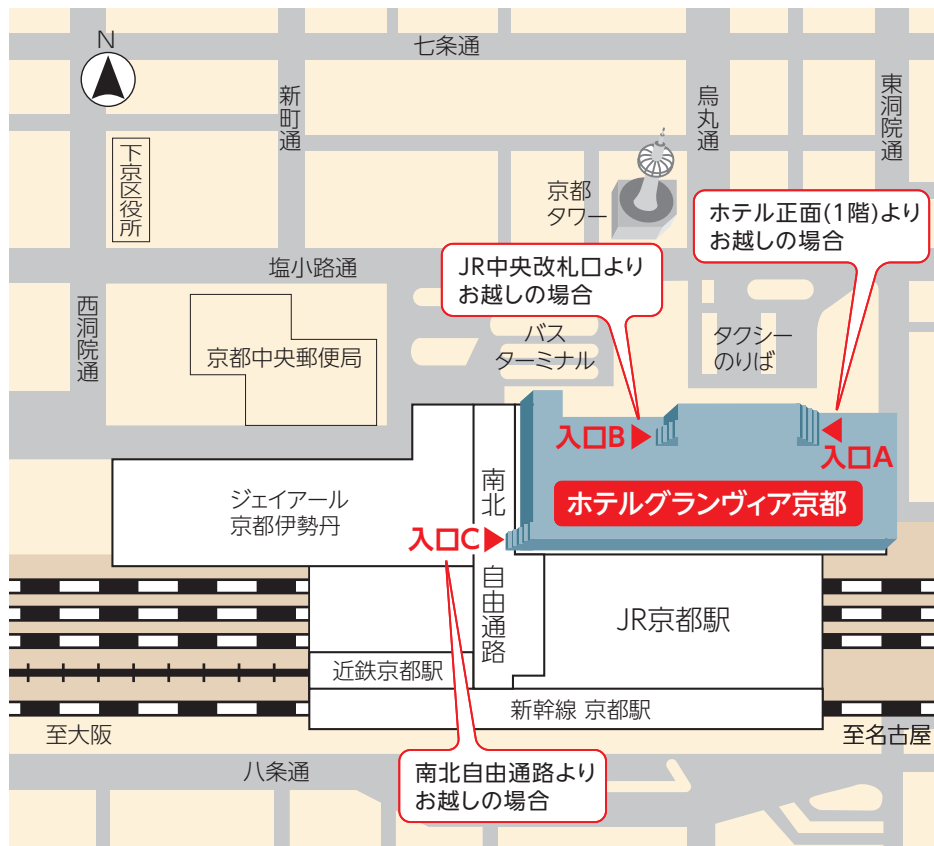 N
七条通
新町通
烏丸通
東洞院通
下京区役所
京都
タワー
ホテル正面(1階)より
お越しの場合
JR中央改札口より
お越しの場合
塩小路通
西洞院通
京都中央郵便局
バス
ターミナル
タクシー
のりば
入口B
入口A
ホテルグランヴィア京都
ジェイアール
京都伊勢丹
南北自由通路
入口C
JR京都駅
近鉄京都駅
新幹線 京都駅
至大阪
至名古屋
八条通
南北自由通路より
お越しの場合